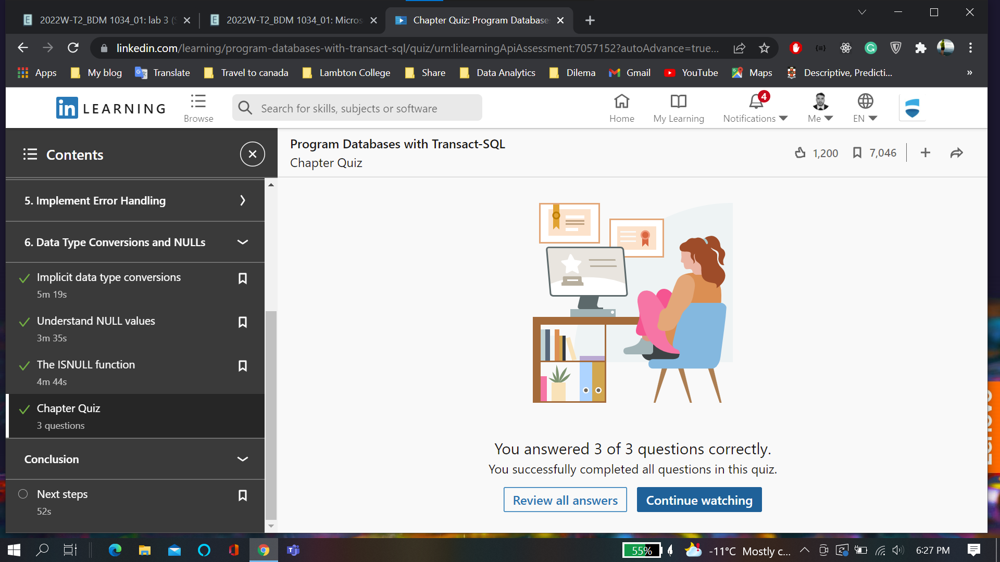 2022W-T2_BDM 1034_01: lab 3 (
2022W-T2_BDM 1034_01: Micros
Chapter Quiz: Program Database
linkedin.com/learning/program-databases-with-transact-sql/quiz/urn:li:learningApiAssessment:7057152?autoAdvance=true...
Apps
My blog
Translate
Travel to canada
Lambton College
Share
Data Analytics
Dilema
Gmail
YouTube
Maps
Descriptive, Predicti...
»
in LEARNING
Browse
Search for skills, subjects or software
Home
My Learning
4
Notifications
Me
EN
Contents
Program Databases with Transact-SQL
Chapter Quiz
1,200
7,046
5. Implement Error Handling
6. Data Type Conversions and NULLs
Implicit data type conversions
5m 19s
Understand NULL values
3m 35s
The ISNULL function
4m 44s
Chapter Quiz
3 questions
Conclusion
Next steps
52s
You answered 3 of 3 questions correctly.
You successfully completed all questions in this quiz.
Review all answers
Continue watching
Lenovo
55%
-11°C Mostly c...
6:27 PM